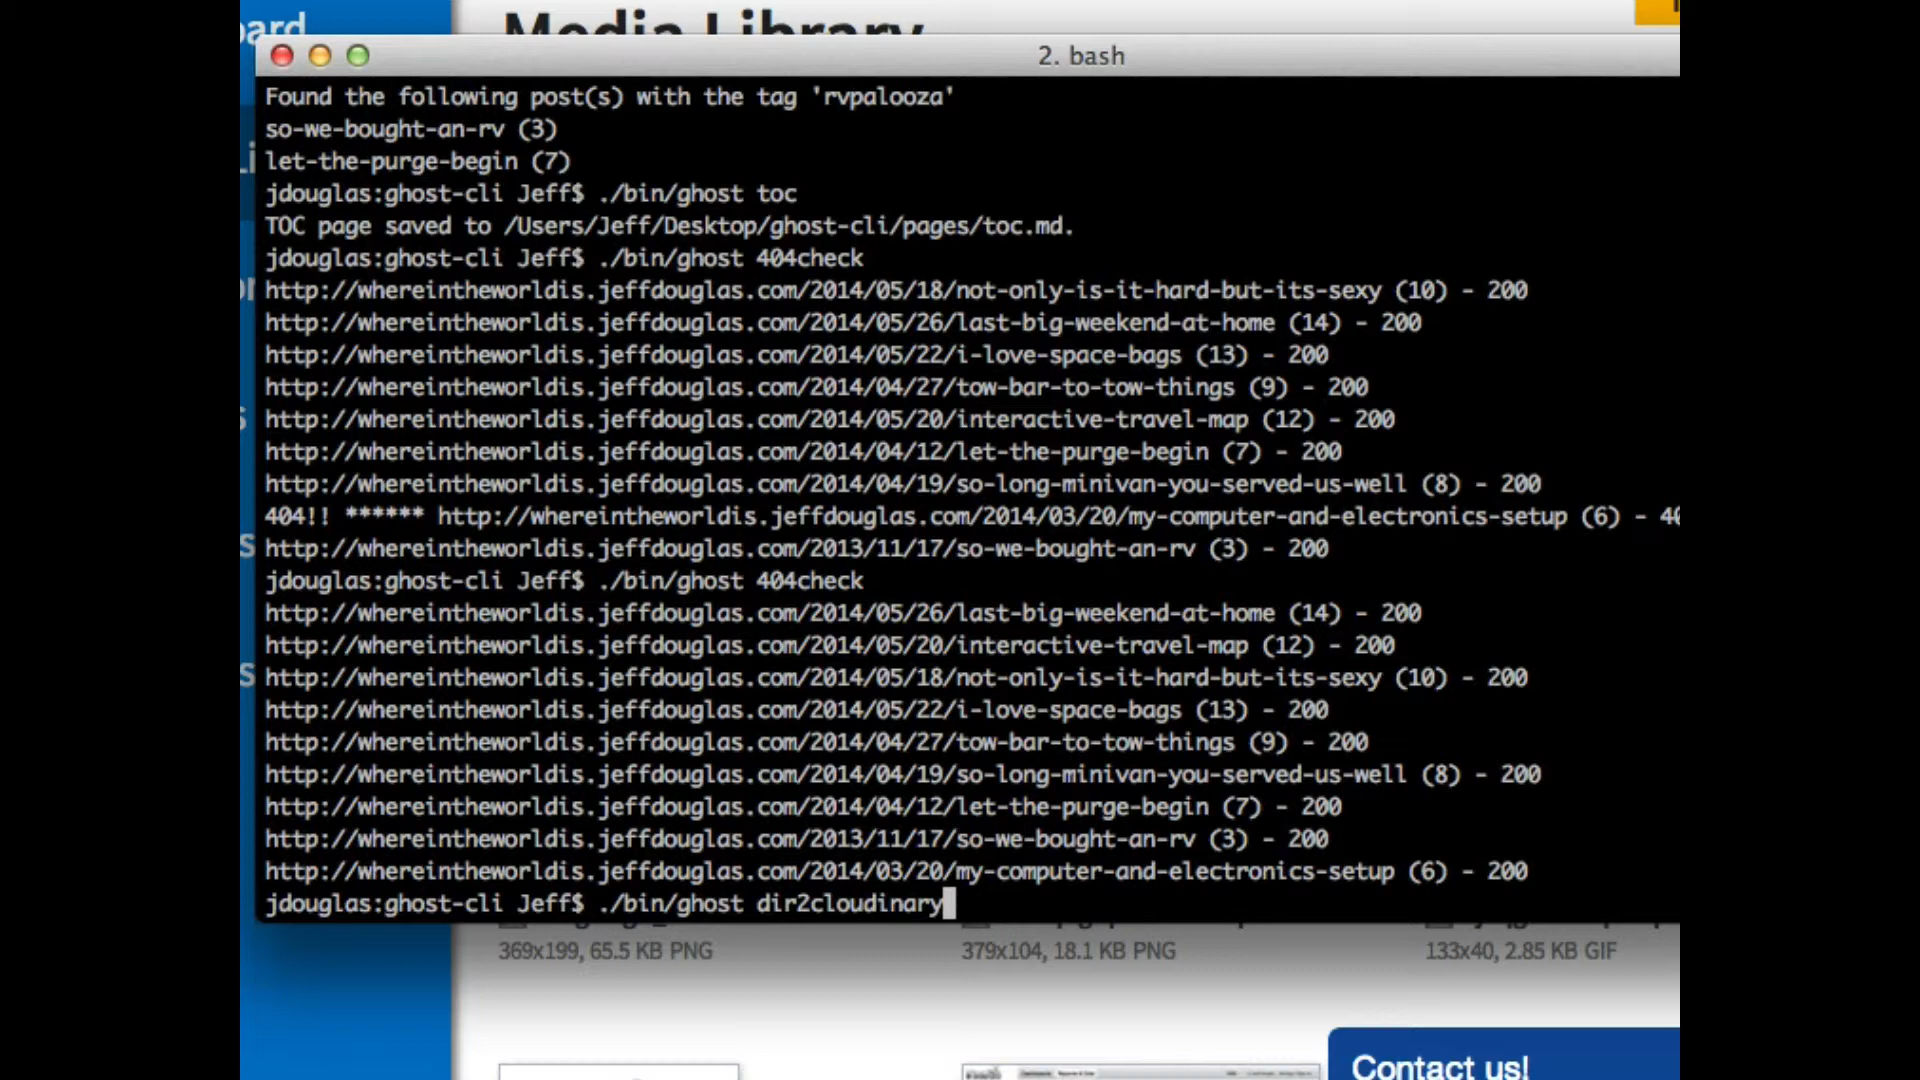 Media Library
2. bash
Found the following post(s) with the tag 'rvpalooza'
so-we-bought-an-rv (3)
let-the-purge-begin (7)
jdouglas:ghost-cli Jeff$ ./bin/ghost toc
TOC page saved to /Users/Jeff/Desktop/ghost-cli/pages/toc.md.
jdouglas:ghost-cli Jeff$ ./bin/ghost 404check
http://whereintheworldis.jeffdouglas.com/2014/05/18/not-only-is-it-hard-but-its-sexy (10) - 200
http://whereintheworldis.jeffdouglas.com/2014/05/26/last-big-weekend-at-home (14) - 200
http://whereintheworldis.jeffdouglas.com/2014/05/22/i-love-space-bags (13) - 200
http://whereintheworldis.jeffdouglas.com/2014/04/27/tow-bar-to-tow-things (9) - 200
http://whereintheworldis.jeffdouglas.com/2014/05/20/interactive-travel-map (12) - 200
http://whereintheworldis.jeffdouglas.com/2014/04/12/let-the-purge-begin (7) - 200
http://whereintheworldis.jeffdouglas.com/2014/04/19/so-long-minivan-you-served-us-well (8) - 200
404!! ****** http://whereintheworldis.jeffdouglas.com/2014/03/20/my-computer-and-electronics-setup (6) - 40
http://whereintheworldis.jeffdouglas.com/2013/11/17/so-we-bought-an-rv (3) - 200
jdouglas:ghost-cli Jeff$ ./bin/ghost 404check
http://whereintheworldis.jeffdouglas.com/2014/05/26/last-big-weekend-at-home (14) - 200
http://whereintheworldis.jeffdouglas.com/2014/05/20/interactive-travel-map (12) - 200
http://whereintheworldis.jeffdouglas.com/2014/05/18/not-only-is-it-hard-but-its-sexy (10) - 200
http://whereintheworldis.jeffdouglas.com/2014/05/22/i-love-space-bags (13) - 200
http://whereintheworldis.jeffdouglas.com/2014/04/27/tow-bar-to-tow-things (9) - 200
http://whereintheworldis.jeffdouglas.com/2014/04/19/so-long-minivan-you-served-us-well (8) - 200
http://whereintheworldis.jeffdouglas.com/2014/04/12/let-the-purge-begin (7) - 200
http://whereintheworldis.jeffdouglas.com/2013/11/17/so-we-bought-an-rv (3) - 200
http://whereintheworldis.jeffdouglas.com/2014/03/20/my-computer-and-electronics-setup (6) - 200
jdouglas:ghost-cli Jeff$ ./bin/ghost dir2cloudinary
369x199, 65.5 KB PNG
379x104, 18.1 KB PNG
133x40, 2.85 KB GIF
Contact us!